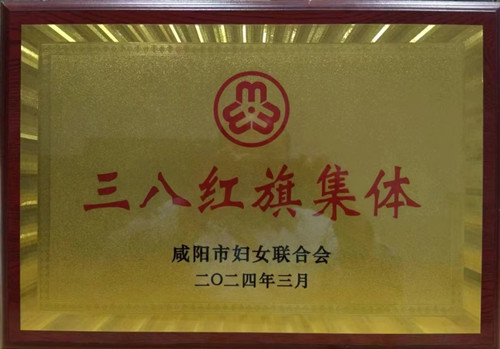 三八红旗集体
咸阳市妇女联合会
二〇二四年三月